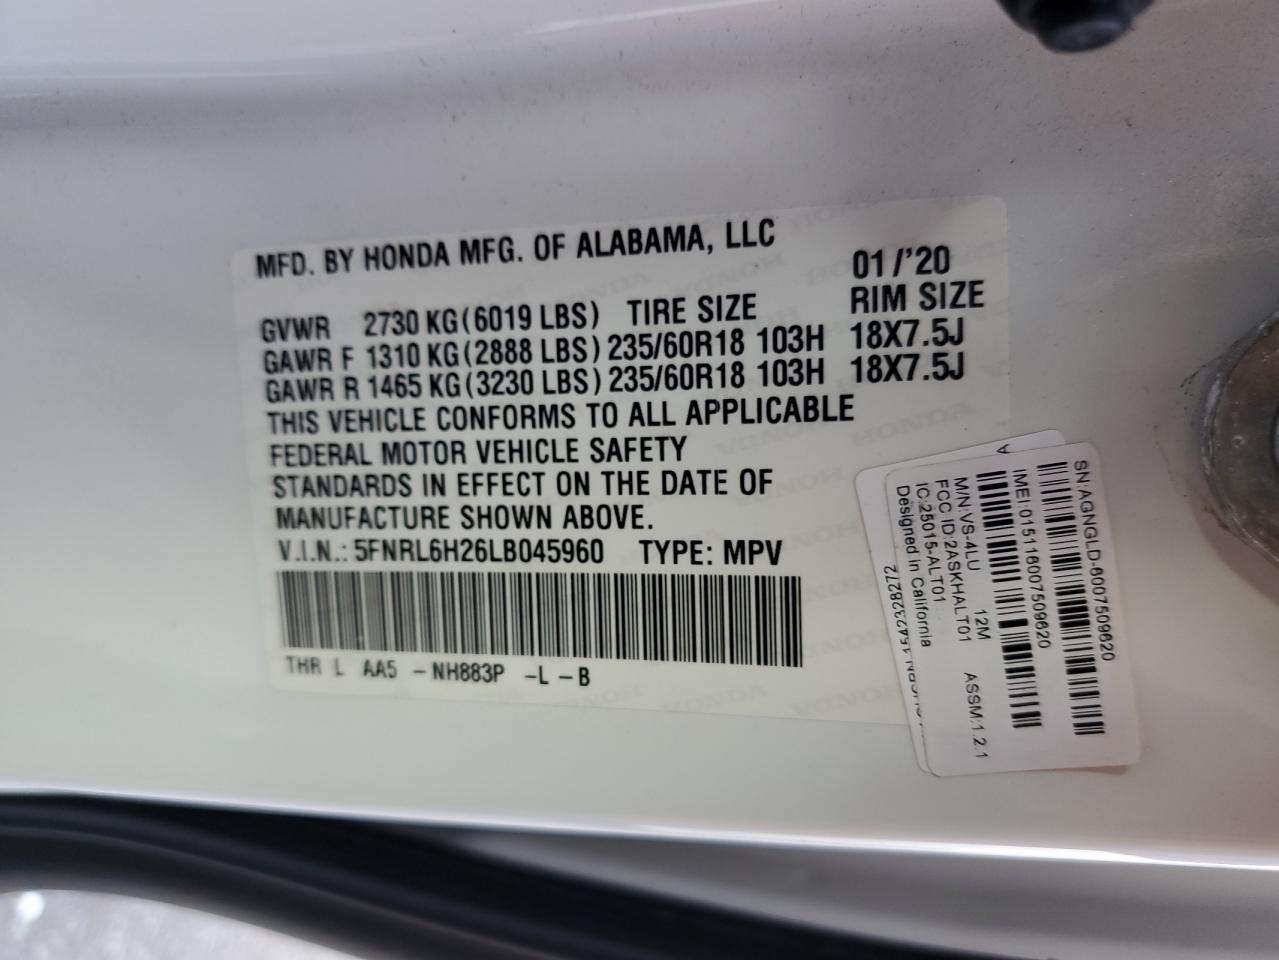 MFD. BY HONDA MFG. OF ALABAMA, LLC 01/'20
GVWR 2730 KG(6019 LBS) TIRE SIZE RIM SIZE
GAWR F 1310 KG(2888 LBS) 235/60R18 103H 18X7.5J
GAWR R 1465 KG(3230 LBS) 235/60R18 103H 18X7.5J
THIS VEHICLE CONFORMS TO ALL APPLICABLE
FEDERAL MOTOR VEHICLE SAFETY
STANDARDS IN EFFECT ON THE DATE OF
MANUFACTURE SHOWN ABOVE.
V.I.N.: 5FNRL6H26LB045960 TYPE: MPV
THR L AA5 -NH883P -L -B
SN:AGNGLD-6007509620
IMEI:015116007509620
M/N:VS-4LU 12M ASSM:1.2.1
FCC ID:2ASKHALT01
IC:25015-ALT01
Designed in California